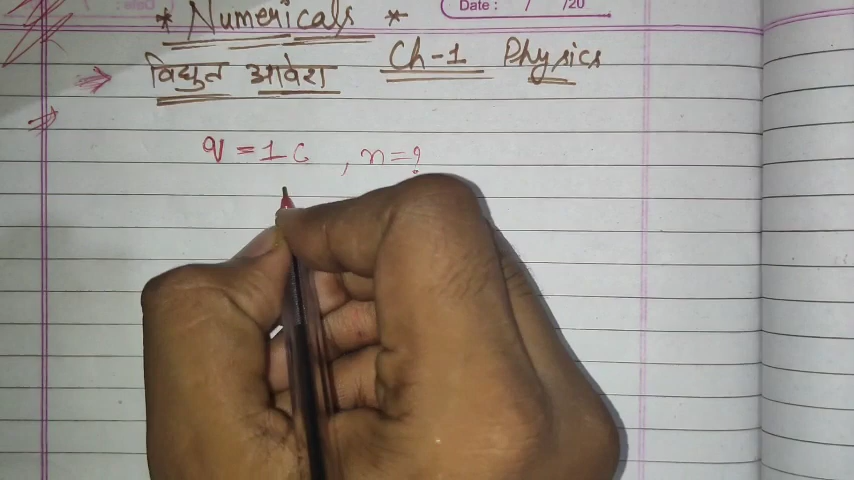 * Numericals *
Date : / /20
विद्युत आवेश Ch-1 Physics
q = 1 C , n = ?